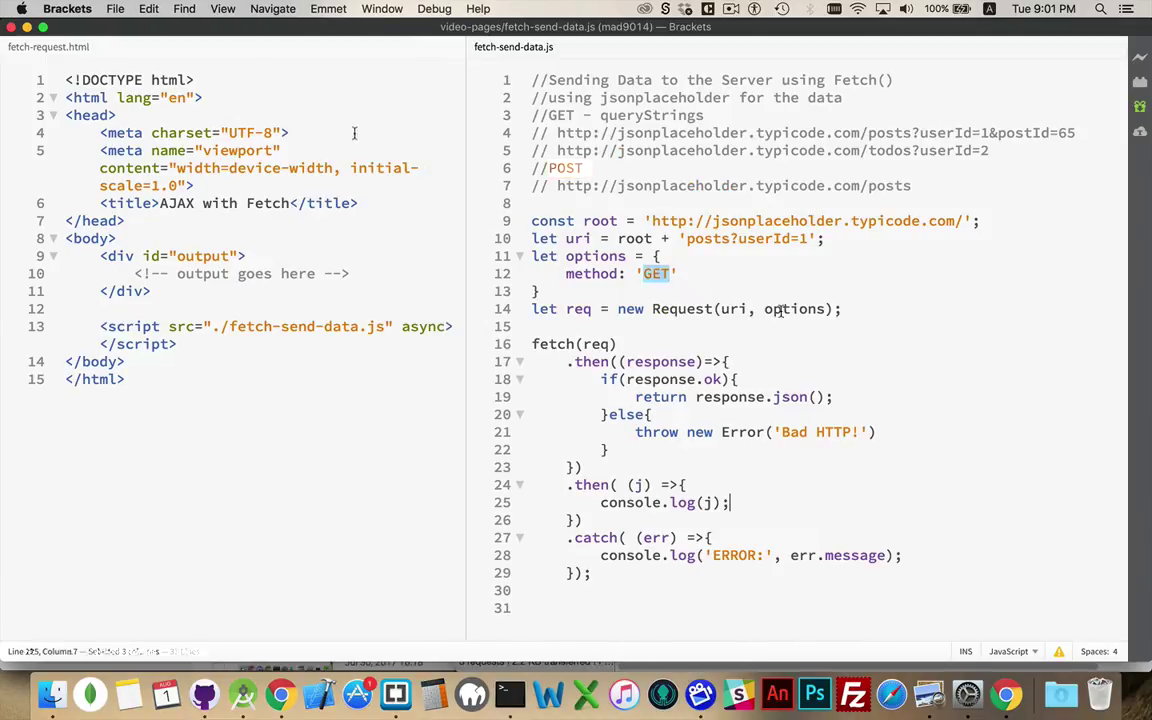 Brackets File Edit Find View Navigate Emmet Window Debug Help 100% A Tue 9:01 PM
video-pages/fetch-send-data.js (mad9014) — Brackets
fetch-request.html
1 <!DOCTYPE html>
2 <html lang="en">
3 <head>
4 <meta charset="UTF-8">
5 <meta name="viewport"
content="width=device-width, initial-
scale=1.0">
6 <title>AJAX with Fetch</title>
7 </head>
8 <body>
9 <div id="output">
10 <!-- output goes here -->
11 </div>
12
13 <script src="./fetch-send-data.js" async>
</script>
14 </body>
15 </html>
fetch-send-data.js
1 //Sending Data to the Server using Fetch()
2 //using jsonplaceholder for the data
3 //GET - queryStrings
4 // http://jsonplaceholder.typicode.com/posts?userId=1&postId=65
5 // http://jsonplaceholder.typicode.com/todos?userId=2
6 //POST
7 // http://jsonplaceholder.typicode.com/posts
8
9 const root = 'http://jsonplaceholder.typicode.com/';
10 let uri = root + 'posts?userId=1';
11 let options = {
12 method: 'GET'
13 }
14 let req = new Request(uri, options);
15
16 fetch(req)
17 .then((response)=>{
18 if(response.ok){
19 return response.json();
20 }else{
21 throw new Error('Bad HTTP!')
22 }
23 })
24 .then( (j) =>{
25 console.log(j);
26 })
27 .catch( (err) =>{
28 console.log('ERROR:', err.message);
29 });
30
31
INS JavaScript Spaces: 4